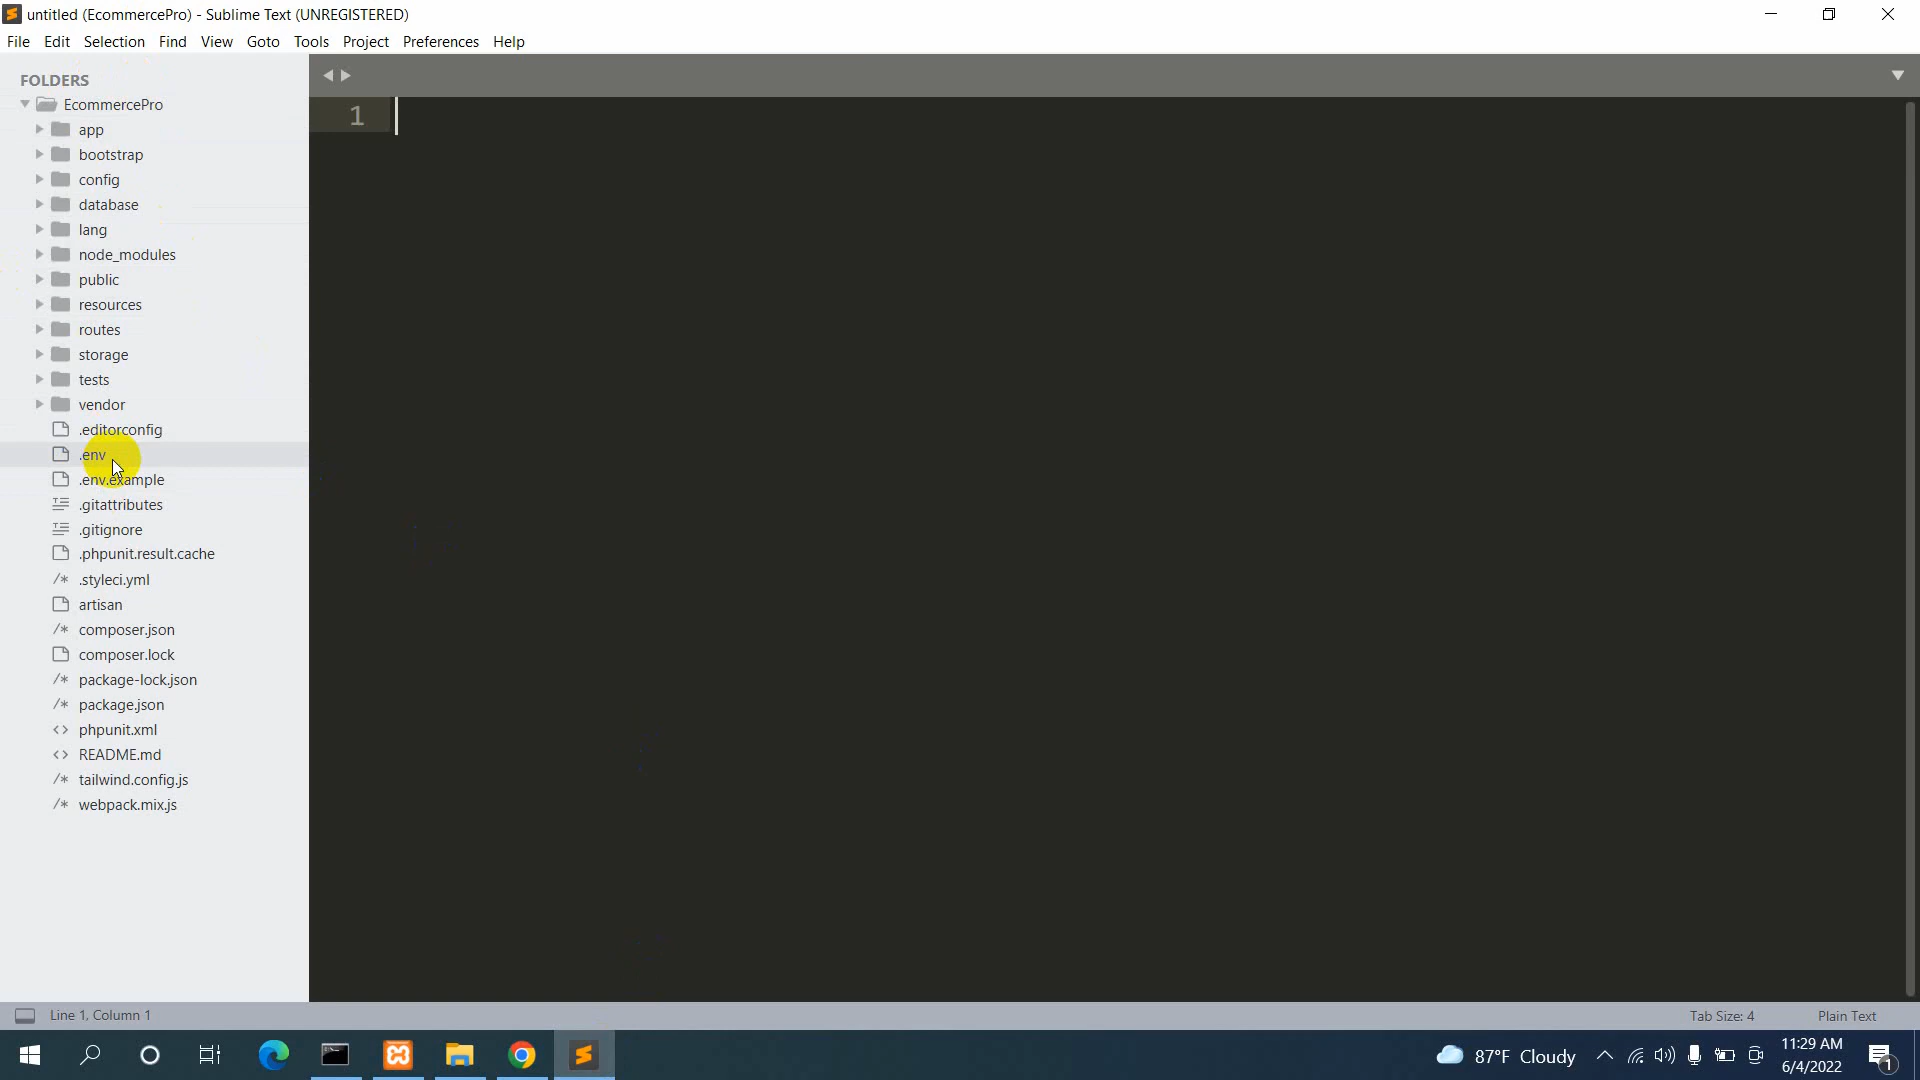 untitled (EcommercePro) - Sublime Text (UNREGISTERED)
File Edit Selection Find View Goto Tools Project Preferences Help
FOLDERS
EcommercePro
1
app
bootstrap
config
database
lang
node_modules
public
resources
routes
storage
tests
vendor
.editorconfig
.env
.env.example
.gitattributes
.gitignore
.phpunit.result.cache
/* .styleci.yml
artisan
/* composer.json
composer.lock
/* package-lock.json
/* package.json
<> phpunit.xml
<> README.md
/* tailwind.config.js
/* webpack.mix.js
Line 1, Column 1 Tab Size: 4 Plain Text
87°F Cloudy
11:29 AM
6/4/2022
1